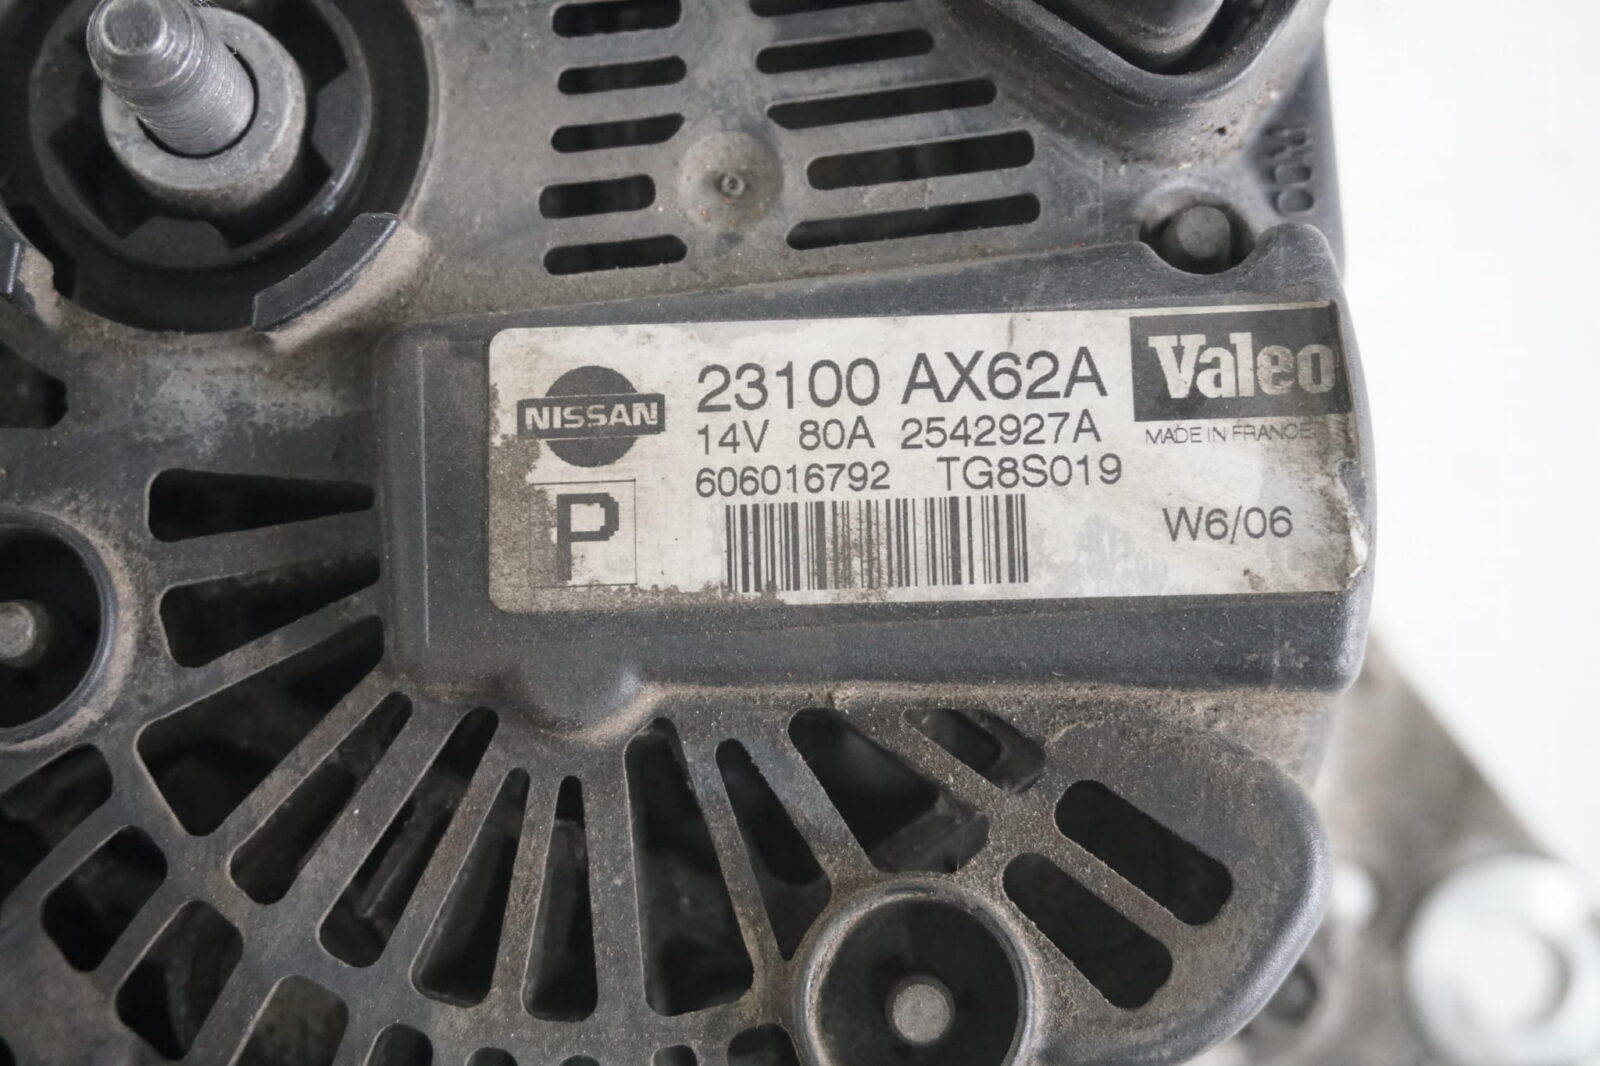 NISSAN
23100 AX62A
Valeo
14V 80A 2542927A
MADE IN FRANCE
606016792 TG8S019
P
W6/06